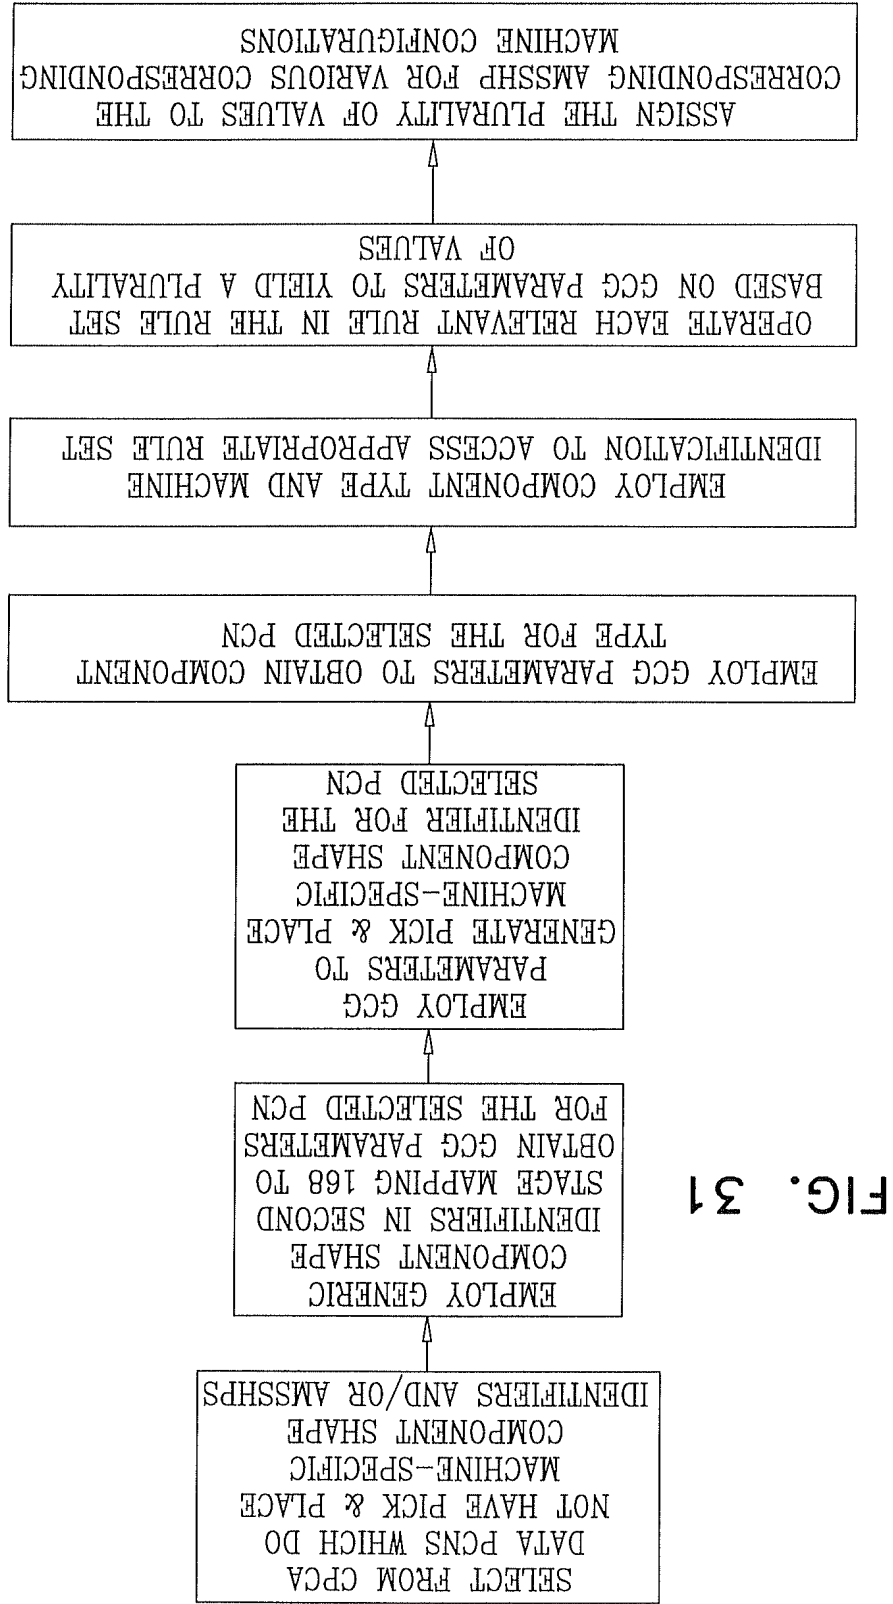 FIG. 31
SELECT FROM CPCA
DATA PCNS WHICH DO
NOT HAVE PICK & PLACE
MACHINE-SPECIFIC
COMPONENT SHAPE
IDENTIFIERS AND/OR AMSSHPS
EMPLOY GENERIC
COMPONENT SHAPE
IDENTIFIERS IN SECOND
STAGE MAPPING 168 TO
OBTAIN GCG PARAMETERS
FOR THE SELECTED PCN
EMPLOY GCG
PARAMETERS TO
GENERATE PICK & PLACE
MACHINE-SPECIFIC
COMPONENT SHAPE
IDENTIFIER FOR THE
SELECTED PCN
EMPLOY GCG PARAMETERS TO OBTAIN COMPONENT
TYPE FOR THE SELECTED PCN
EMPLOY COMPONENT TYPE AND MACHINE
IDENTIFICATION TO ACCESS APPROPRIATE RULE SET
OPERATE EACH RELEVANT RULE IN THE RULE SET
BASED ON GCG PARAMETERS TO YIELD A PLURALITY
OF VALUES
ASSIGN THE PLURALITY OF VALUES TO THE
CORRESPONDING AMSSHP FOR VARIOUS CORRESPONDING
MACHINE CONFIGURATIONS